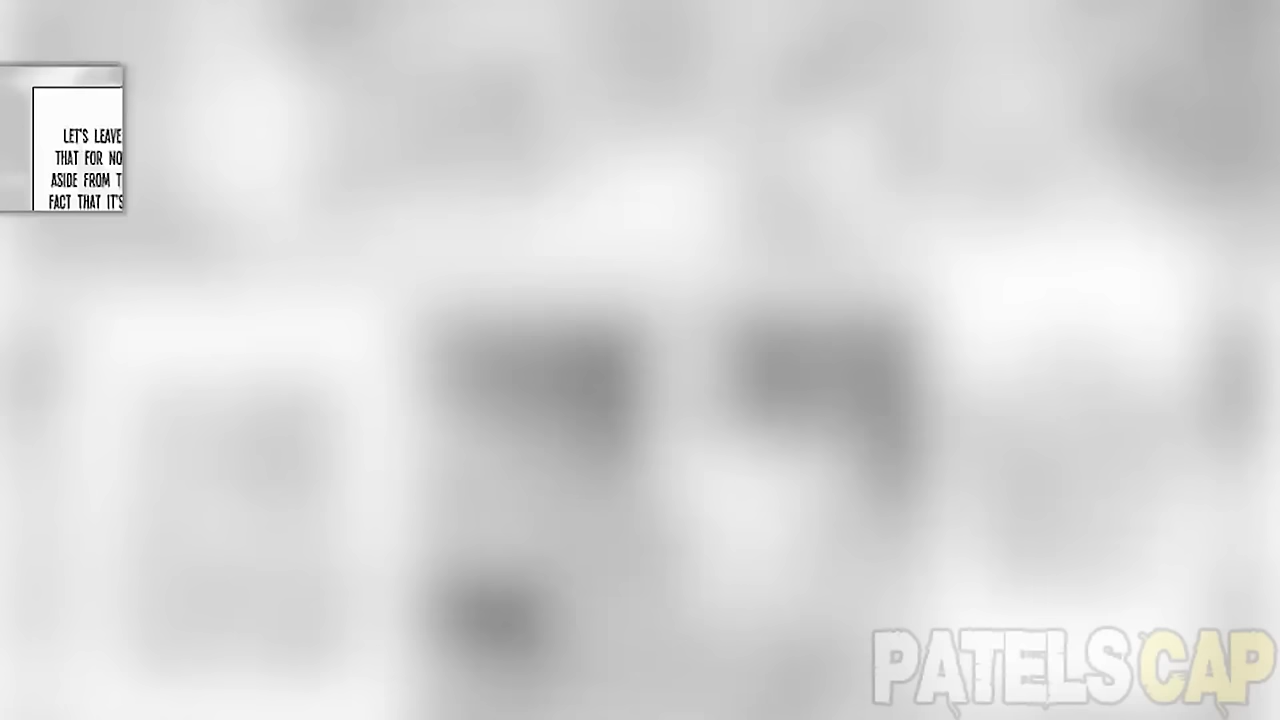 LET'S LEAVE
THAT FOR NO
ASIDE FROM T
FACT THAT IT'S
PATELSCAP